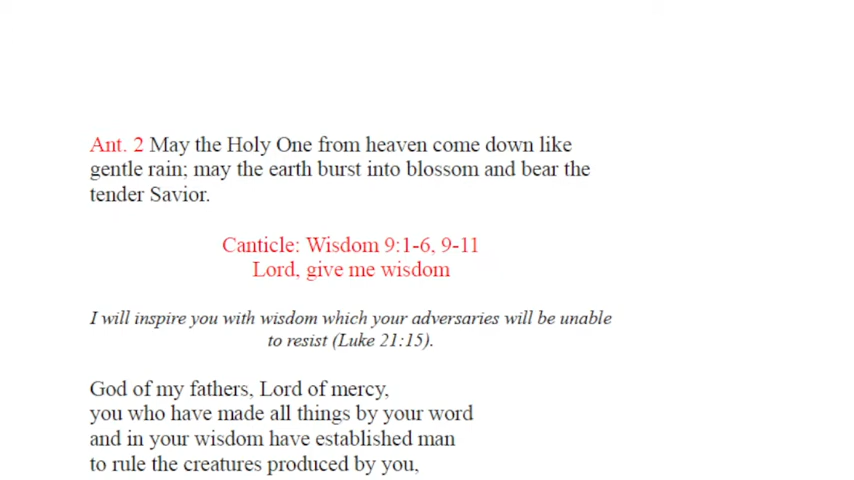 Ant. 2 May the Holy One from heaven come down like
gentle rain; may the earth burst into blossom and bear the
tender Savior.
Canticle: Wisdom 9:1-6, 9-11
Lord, give me wisdom
I will inspire you with wisdom which your adversaries will be unable
to resist (Luke 21:15).
God of my fathers, Lord of mercy,
you who have made all things by your word
and in your wisdom have established man
to rule the creatures produced by you,